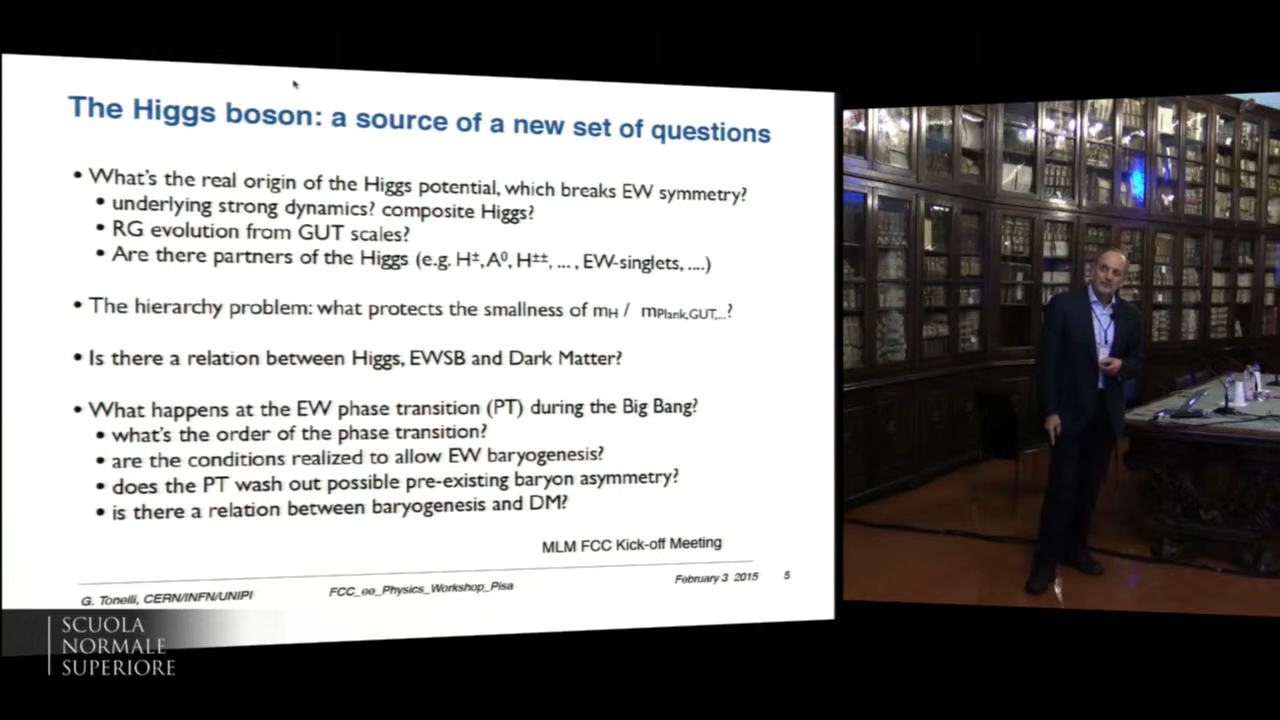 The Higgs boson: a source of a new set of questions
• What's the real origin of the Higgs potential, which breaks EW symmetry?
• underlying strong dynamics? composite Higgs?
• RG evolution from GUT scales?
• Are there partners of the Higgs (e.g. H±, A⁰, H±±, ... , EW-singlets, ....)
• The hierarchy problem: what protects the smallness of mH / mPlank,GUT,...?
• Is there a relation between Higgs, EWSB and Dark Matter?
• What happens at the EW phase transition (PT) during the Big Bang?
• what's the order of the phase transition?
• are the conditions realized to allow EW baryogenesis?
• does the PT wash out possible pre-existing baryon asymmetry?
• is there a relation between baryogenesis and DM?
MLM FCC Kick-off Meeting
G. Tonelli, CERN/INFN/UNIPI FCC_ee_Physics_Workshop_Pisa February 3 2015 5
SCUOLA
NORMALE
SUPERIORE